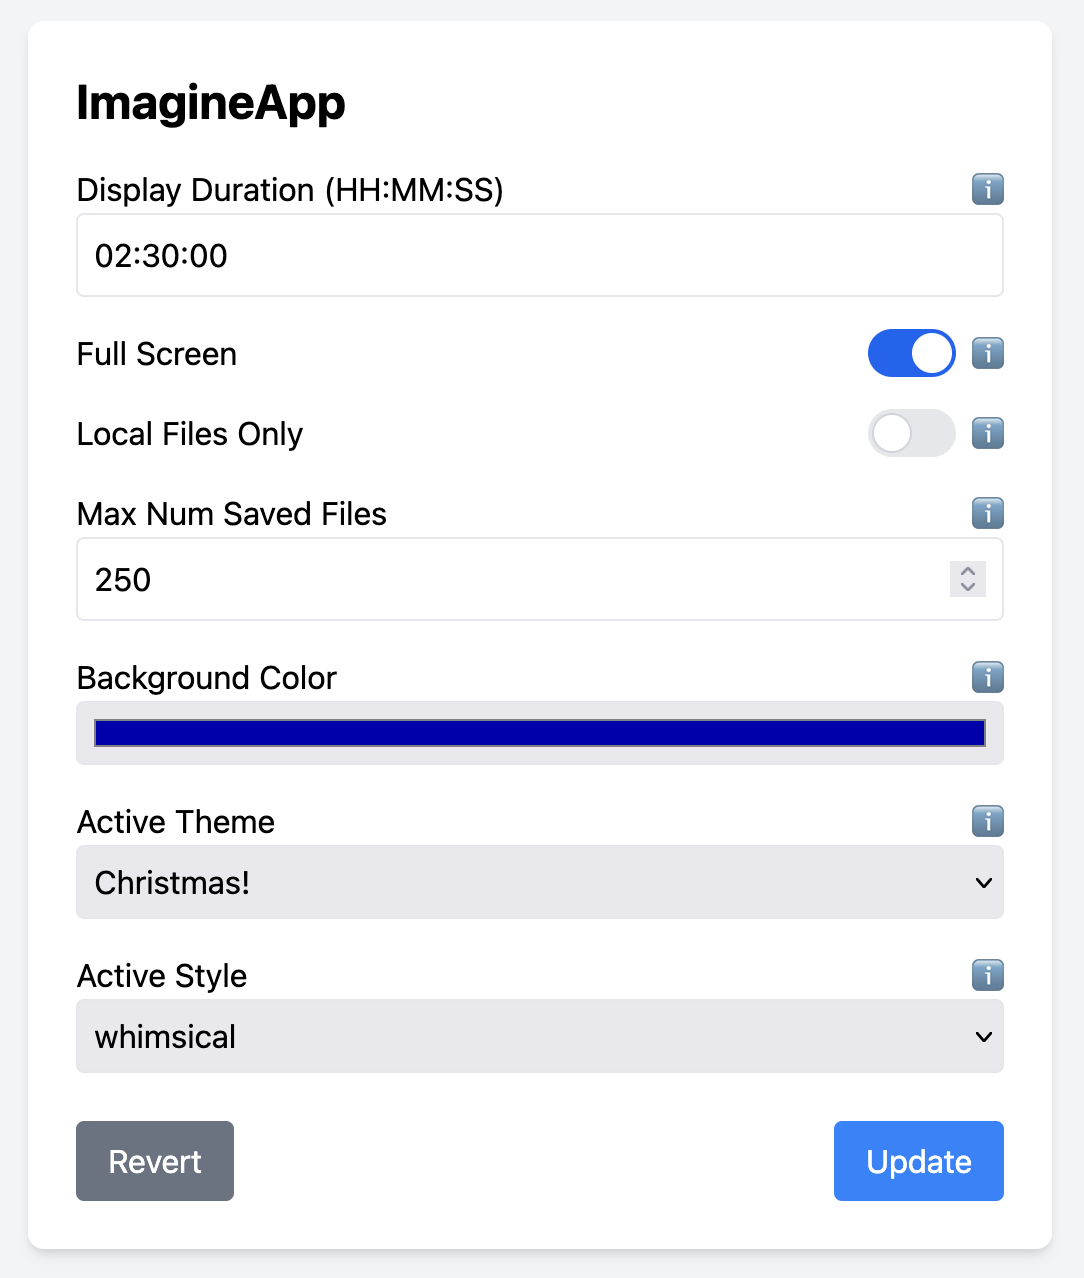 ImagineApp
Display Duration (HH:MM:SS) i
02:30:00
Full Screen i
Local Files Only i
Max Num Saved Files i
250
Background Color i
Active Theme i
Christmas!
Active Style i
whimsical
Revert Update